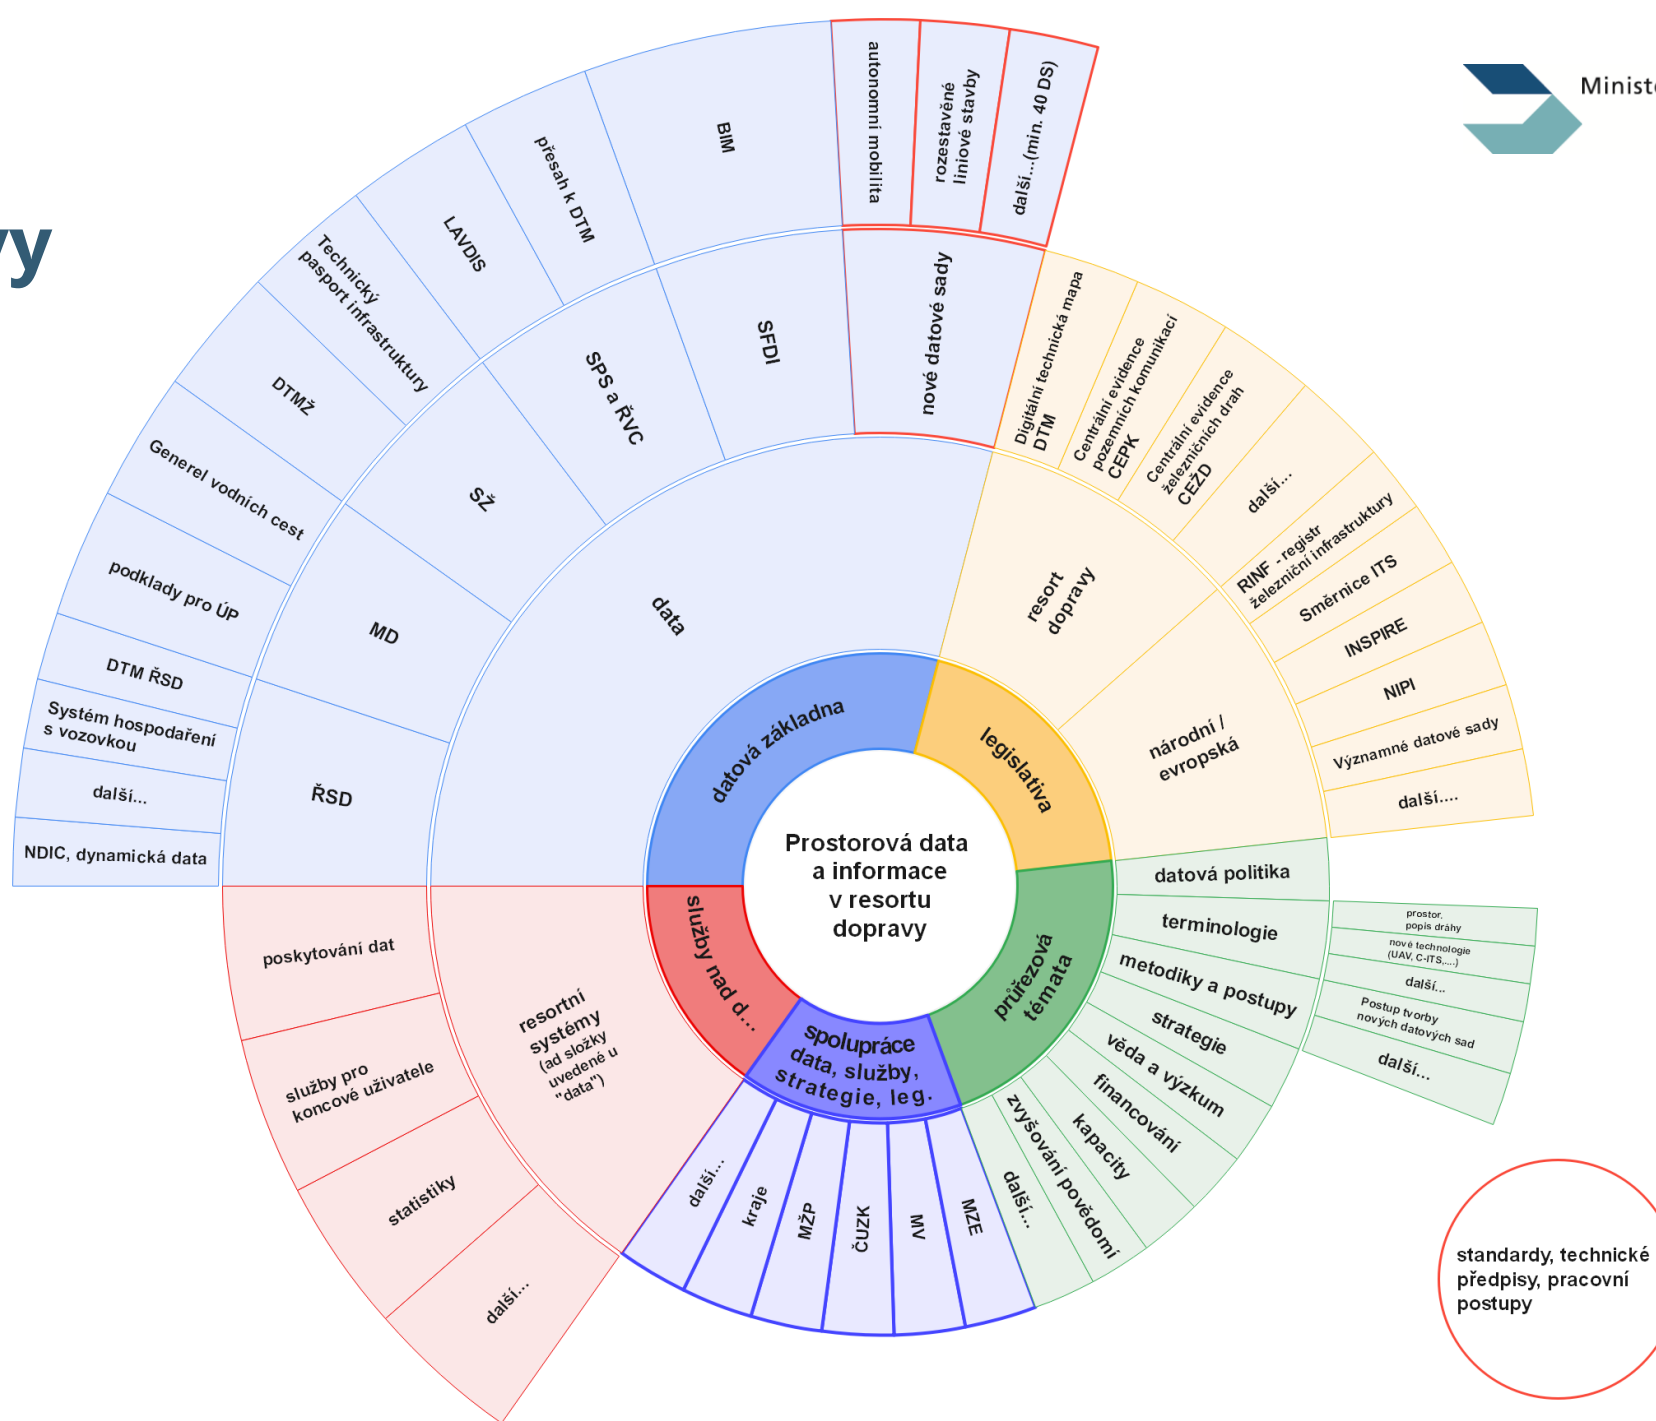 vy
Minist
Prostorová data
a informace
v resortu
dopravy
datová základna
data
ŘSD
NDIC, dynamická data
další...
Systém hospodaření
s vozovkou
DTM ŘSD
MD
podklady pro ÚP
Generel vodních cest
SŽ
DTMŽ
Technický
pasport infrastruktury
SPS a ŘVC
LAVDIS
přesah k DTM
SFDI
BIM
nové datové sady
autonomní mobilita
rozestavěné
liniové stavby
další...(min. 40 DS)
legislativa
resort
dopravy
Digitální technická mapa
DTM
Centrální evidence
pozemních komunikací
CEPK
Centrální evidence
železničních drah
CEŽD
další...
národní /
evropská
RINF - registr
železniční infrastruktury
Směrnice ITS
INSPIRE
NIPI
Významné datové sady
další....
průřezová
témata
datová politika
terminologie
prostor.
popis dráhy
nové technologie
(UAV, C-ITS,...)
další...
metodiky a postupy
Postup tvorby
nových datových sad
další...
strategie
věda a výzkum
financování
kapacity
zvyšování povědomí
další...
spolupráce
data, služby,
strategie, leg.
MZE
MV
ČUZK
MŽP
kraje
další...
služby nad d...
resortní
systémy
(ad složky
uvedené u
"data")
poskytování dat
služby pro
koncové uživatele
statistiky
další...
standardy, technické
předpisy, pracovní
postupy